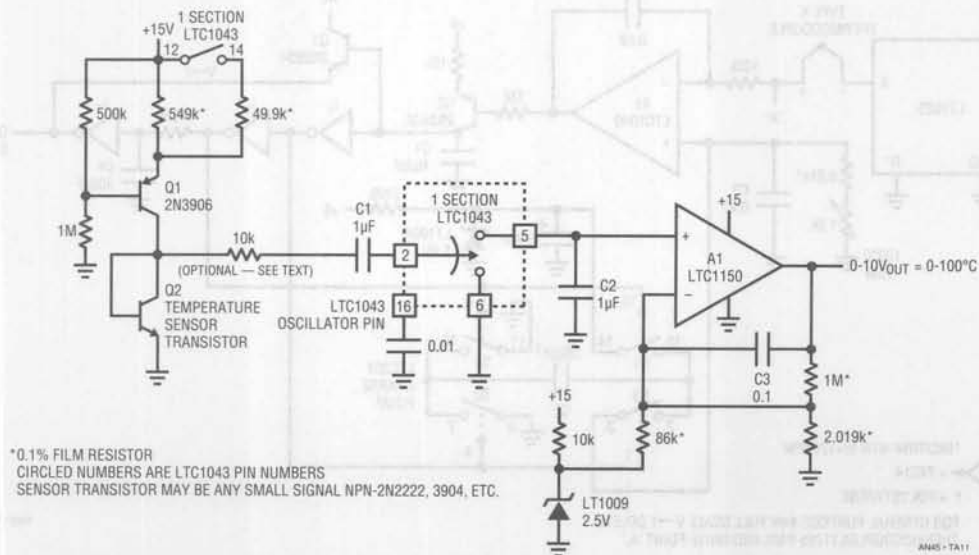 1 SECTION
LTC1043
+15V
12
14
500k
549k*
49.9k*
Q1
2N3906
1M
10k
(OPTIONAL — SEE TEXT)
C1
1µF
1 SECTION
LTC1043
2
5
16
6
LTC1043
OSCILLATOR PIN
0.01
Q2
TEMPERATURE
SENSOR
TRANSISTOR
C2
1µF
+15
+
A1
LTC1150
−
0-10VOUT = 0-100°C
C3
0.1
1M*
2.019k*
+15
10k
86k*
LT1009
2.5V
*0.1% FILM RESISTOR
CIRCLED NUMBERS ARE LTC1043 PIN NUMBERS
SENSOR TRANSISTOR MAY BE ANY SMALL SIGNAL NPN-2N2222, 3904, ETC.
AN45 • TA11